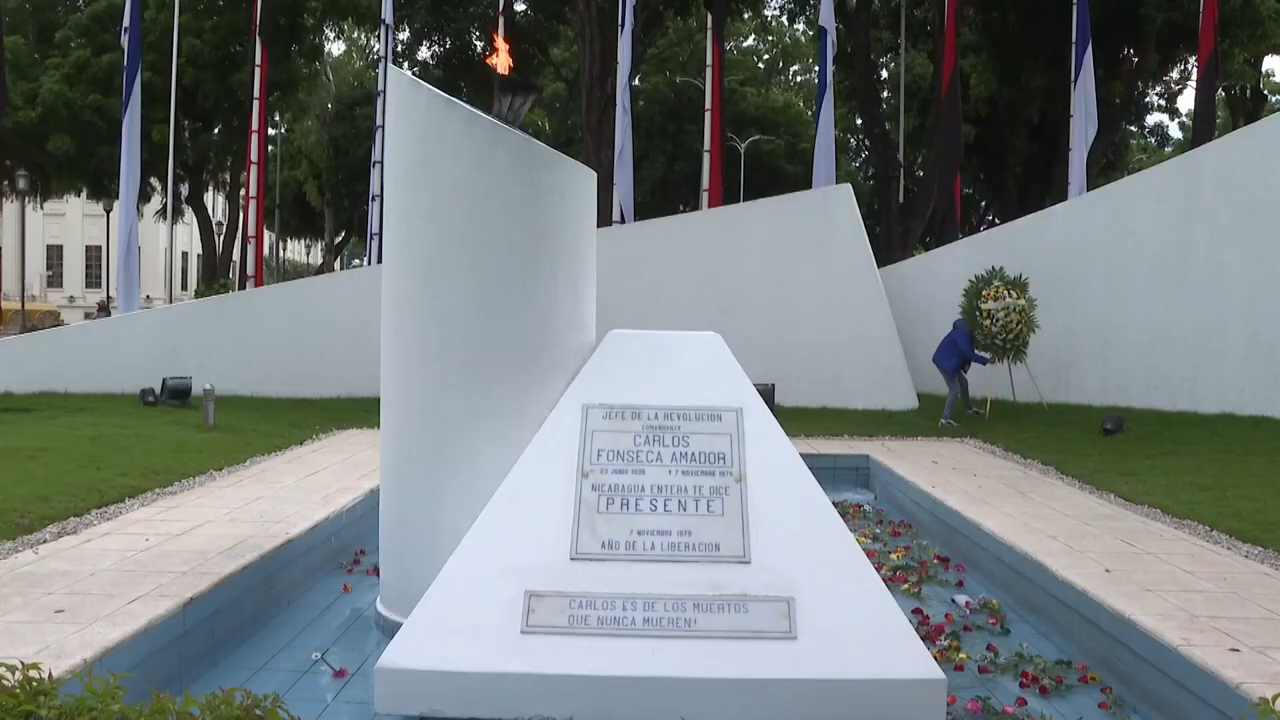 JEFE DE LA REVOLUCION
COMANDANTE
CARLOS
FONSECA AMADOR
23 JUNIO 1936 † 7 NOVIEMBRE 1976
NICARAGUA ENTERA TE DICE
PRESENTE
7 NOVIEMBRE 1979
AÑO DE LA LIBERACION
CARLOS ES DE LOS MUERTOS
QUE NUNCA MUEREN!